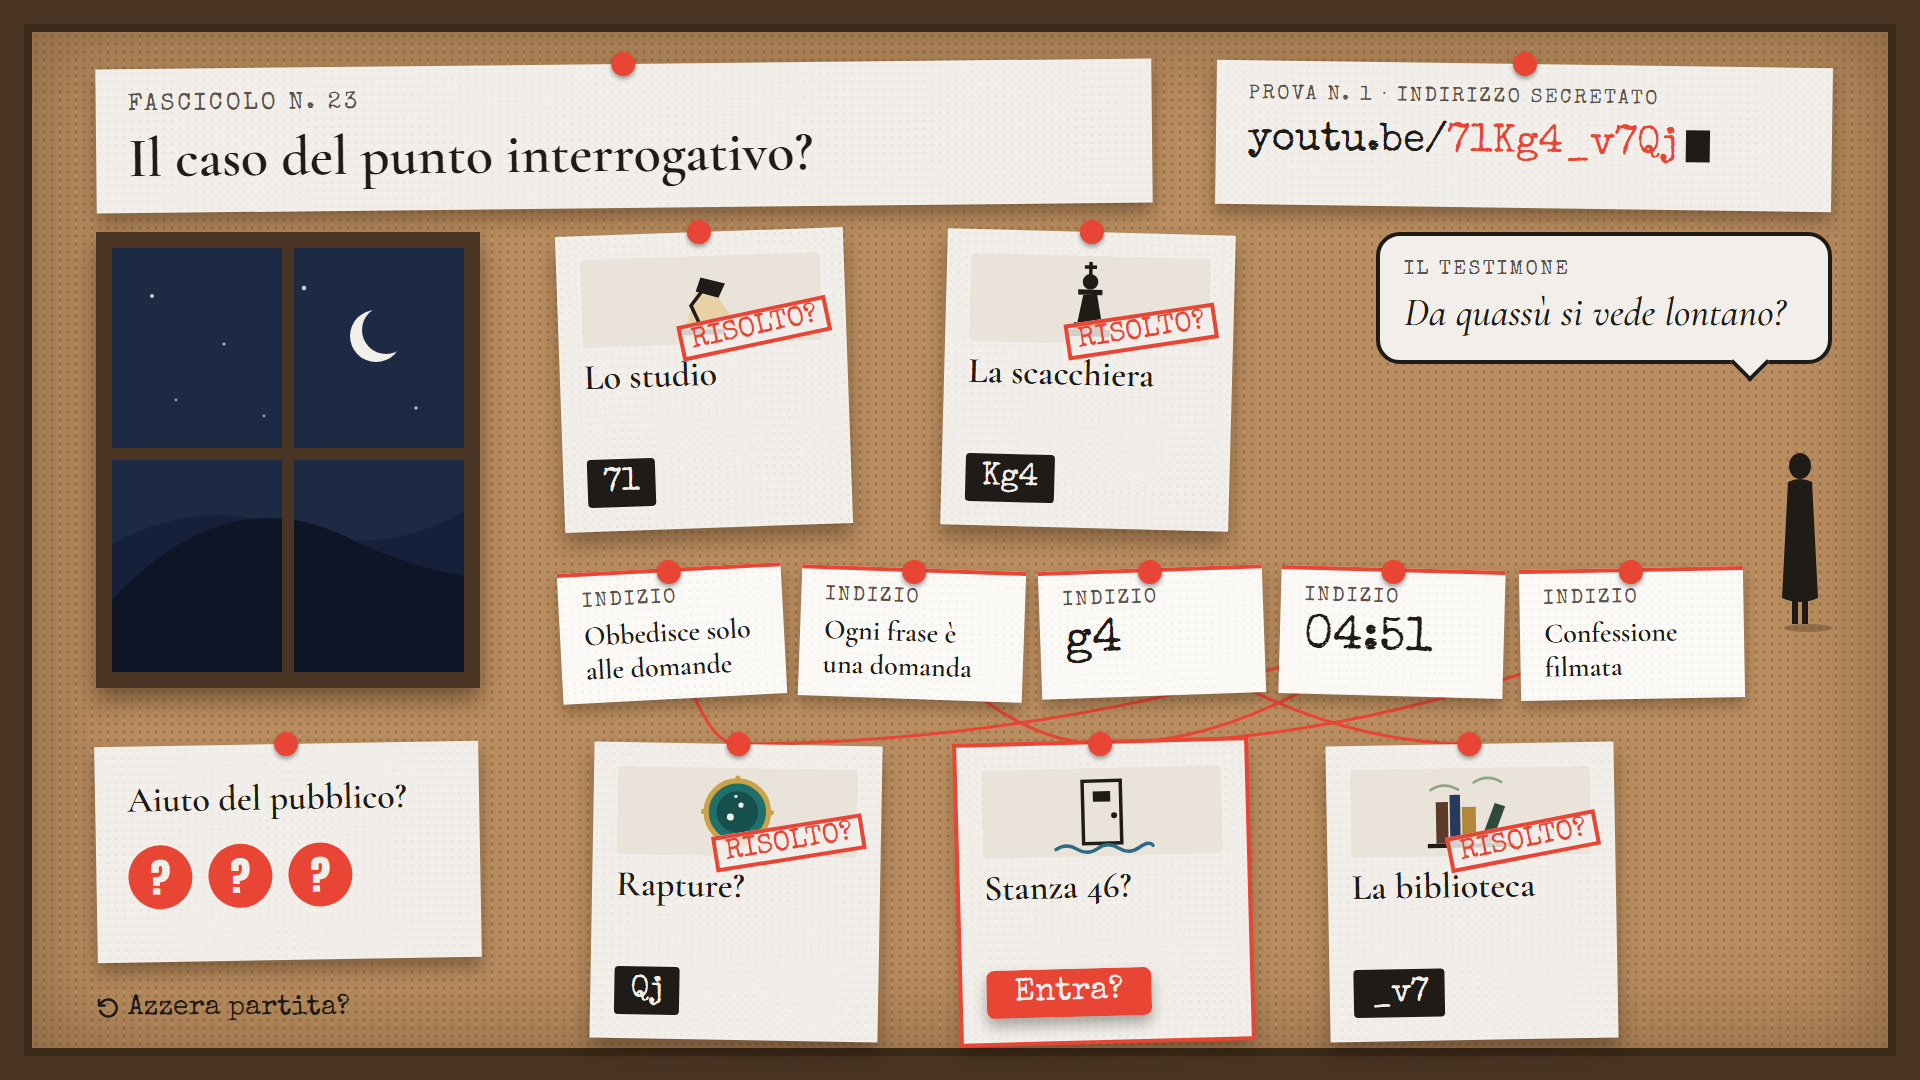 FASCICOLO N. 23
Il caso del punto interrogativo?
PROVA N. 1 · INDIRIZZO SECRETATO
youtu.be/71Kg4_v7Qj
IL TESTIMONE
Da quassù si vede lontano?
RISOLTO?
Lo studio
71
RISOLTO?
La scacchiera
Kg4
INDIZIO
Obbedisce solo
alle domande
INDIZIO
Ogni frase è
una domanda
INDIZIO
g4
INDIZIO
04:51
INDIZIO
Confessione
filmata
Aiuto del pubblico?
? ? ?
Azzera partita?
RISOLTO?
Rapture?
Qj
Stanza 46?
Entra?
RISOLTO?
La biblioteca
_v7